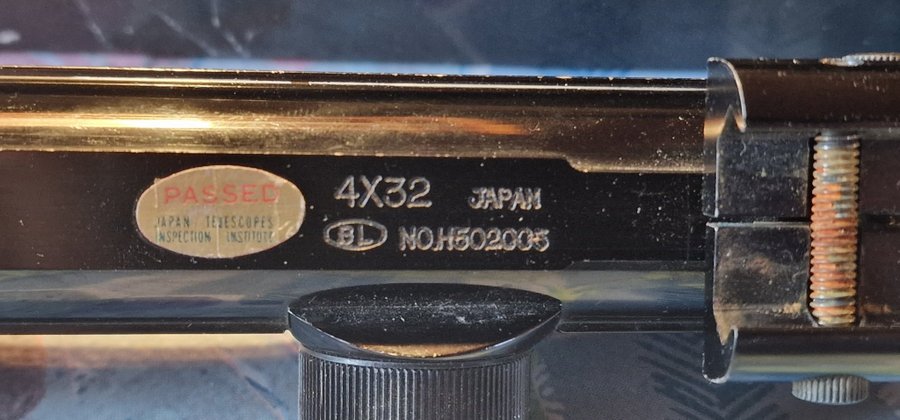 PASSED
JAPAN TELESCOPES
INSPECTION INSTITUTE
4X32 JAPAN
BL NO.H502005